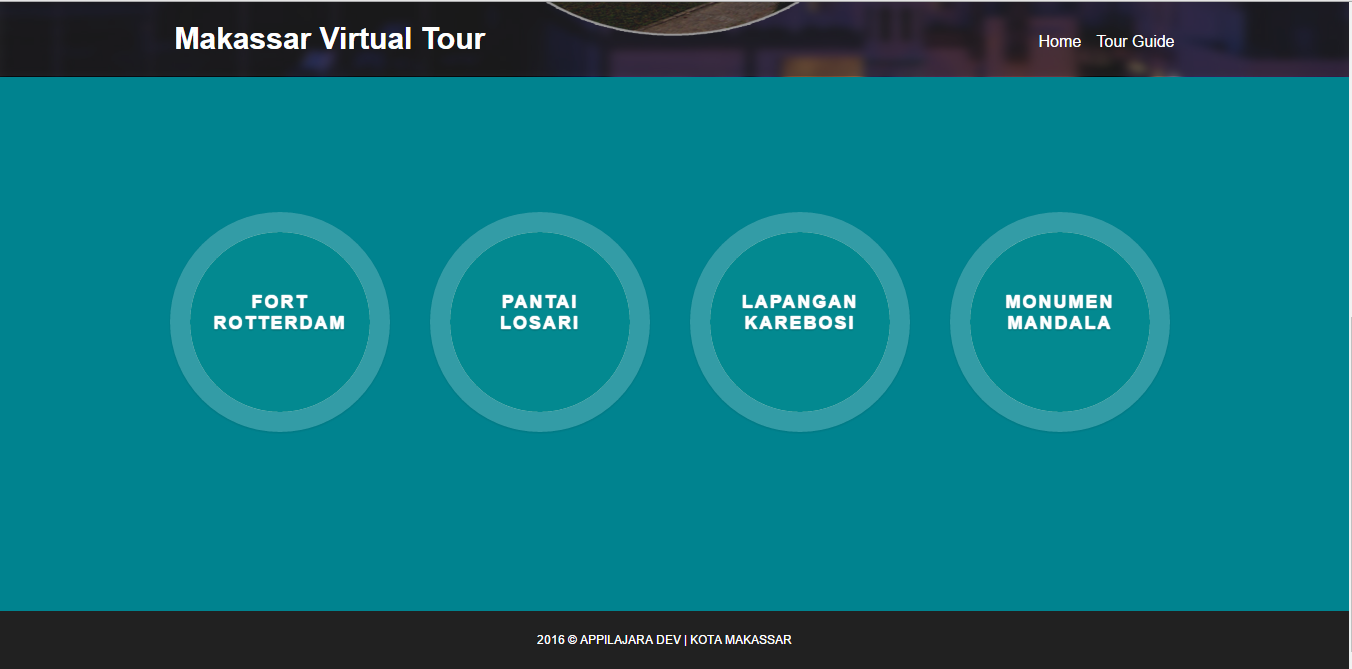 Makassar Virtual Tour
Home Tour Guide
FORT
ROTTERDAM
PANTAI
LOSARI
LAPANGAN
KAREBOSI
MONUMEN
MANDALA
2016 © APPILAJARA DEV | KOTA MAKASSAR